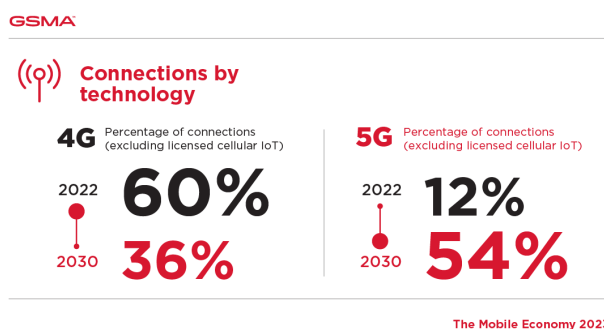 GSMA
Connections by
technology
4G Percentage of connections
(excluding licensed cellular IoT)
2022 60%
2030 36%
5G Percentage of connections
(excluding licensed cellular IoT)
2022 12%
2030 54%
The Mobile Economy 2023